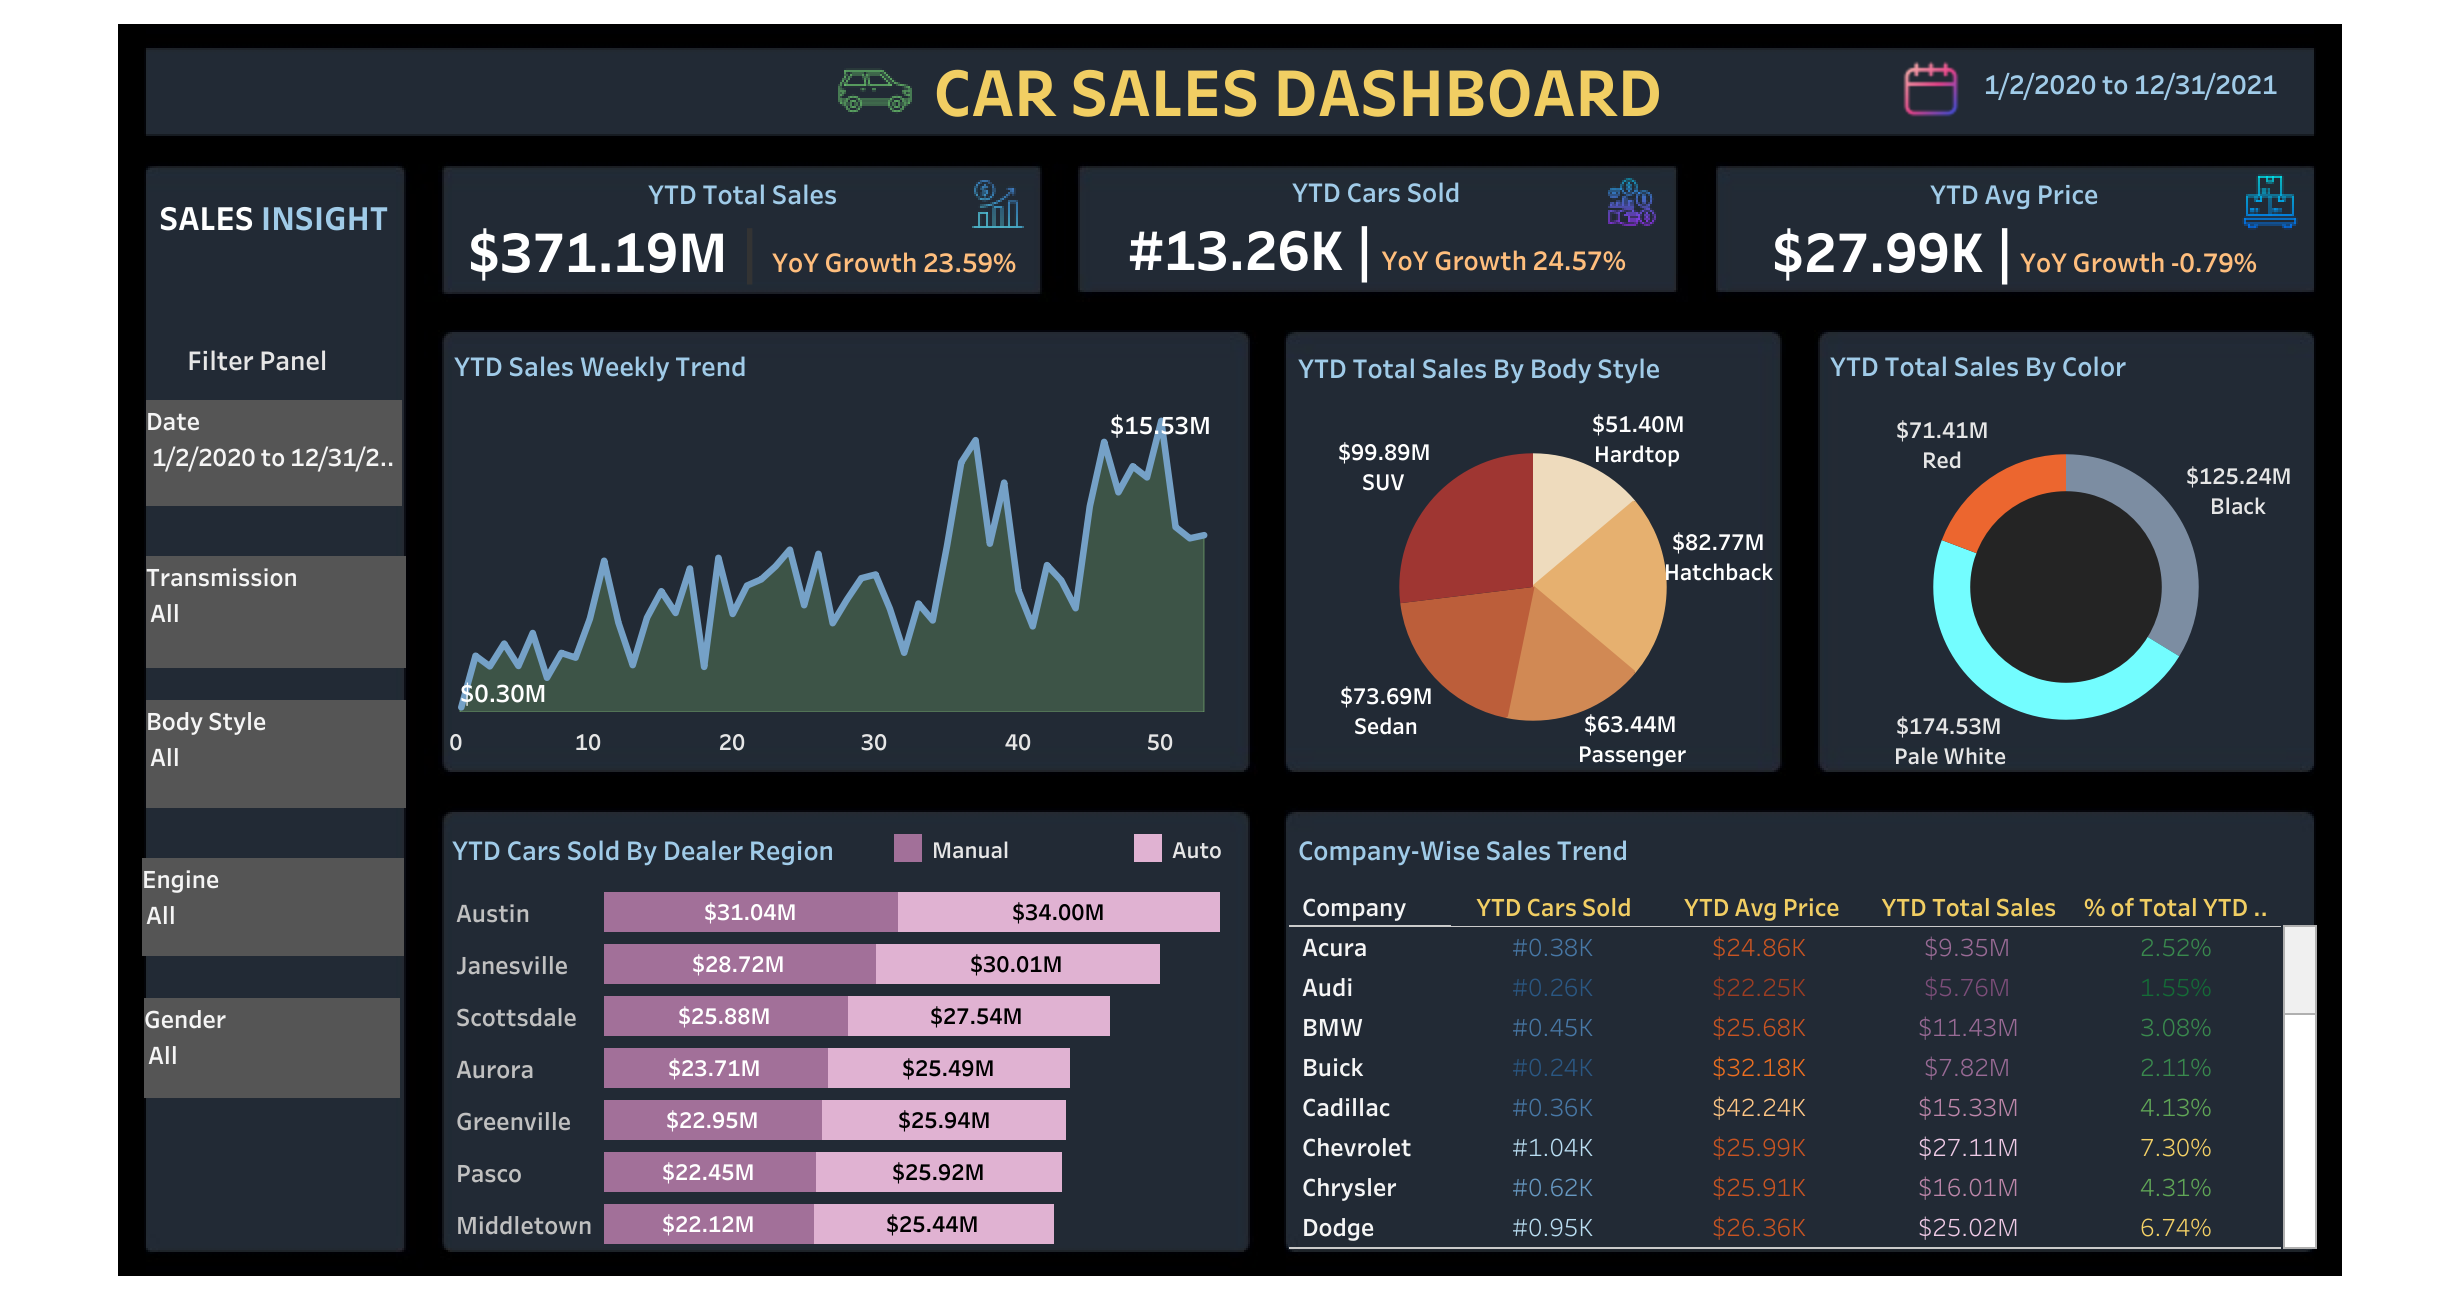 CAR SALES DASHBOARD
1/2/2020 to 12/31/2021
SALES INSIGHT
Filter Panel
Date
1/2/2020 to 12/31/2..
Transmission
All
Body Style
All
Engine
All
Gender
All
YTD Total Sales
$371.19M | YoY Growth 23.59%
YTD Cars Sold
#13.26K | YoY Growth 24.57%
YTD Avg Price
$27.99K | YoY Growth -0.79%
YTD Sales Weekly Trend
$15.53M
$0.30M
0 10 20 30 40 50
YTD Total Sales By Body Style
$51.40M
Hardtop
$99.89M
SUV
$82.77M
Hatchback
$73.69M
Sedan
$63.44M
Passenger
YTD Total Sales By Color
$71.41M
Red
$125.24M
Black
$174.53M
Pale White
YTD Cars Sold By Dealer Region
Manual
Auto
Austin $31.04M $34.00M
Janesville $28.72M $30.01M
Scottsdale $25.88M $27.54M
Aurora $23.71M $25.49M
Greenville $22.95M $25.94M
Pasco $22.45M $25.92M
Middletown $22.12M $25.44M
Company-Wise Sales Trend
Company YTD Cars Sold YTD Avg Price YTD Total Sales % of Total YTD ..
Acura #0.38K $24.86K $9.35M 2.52%
Audi #0.26K $22.25K $5.76M 1.55%
BMW #0.45K $25.68K $11.43M 3.08%
Buick #0.24K $32.18K $7.82M 2.11%
Cadillac #0.36K $42.24K $15.33M 4.13%
Chevrolet #1.04K $25.99K $27.11M 7.30%
Chrysler #0.62K $25.91K $16.01M 4.31%
Dodge #0.95K $26.36K $25.02M 6.74%